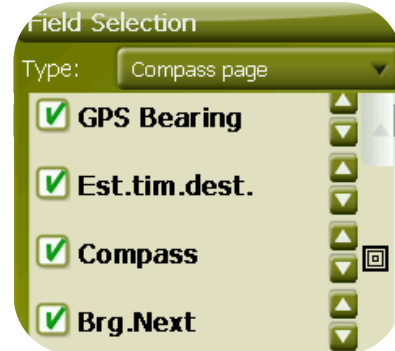 Field Selection
Type: Compass page
GPS Bearing
Est.tim.dest.
Compass
Brg.Next